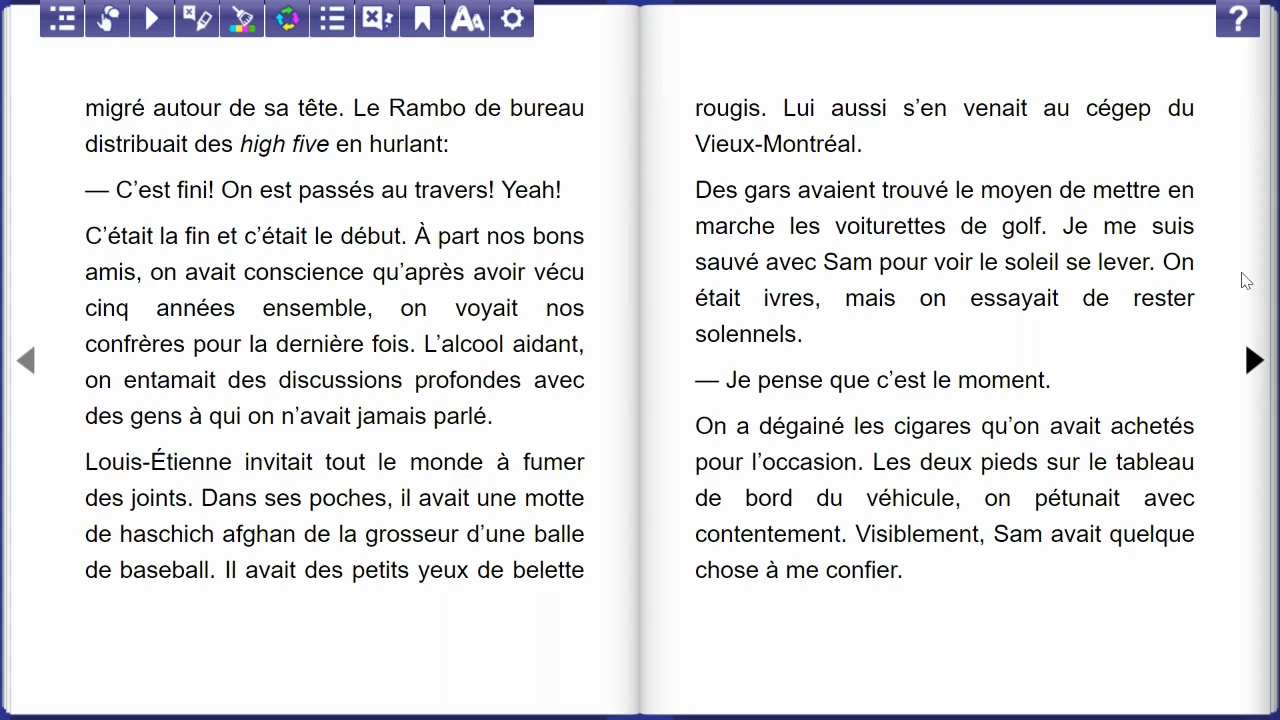 migré autour de sa tête. Le Rambo de bureau
distribuait des high five en hurlant:
— C’est fini! On est passés au travers! Yeah!
C’était la fin et c’était le début. À part nos bons
amis, on avait conscience qu’après avoir vécu
cinq années ensemble, on voyait nos
confrères pour la dernière fois. L’alcool aidant,
on entamait des discussions profondes avec
des gens à qui on n’avait jamais parlé.
Louis-Étienne invitait tout le monde à fumer
des joints. Dans ses poches, il avait une motte
de haschich afghan de la grosseur d’une balle
de baseball. Il avait des petits yeux de belette
rougis. Lui aussi s’en venait au cégep du
Vieux-Montréal.
Des gars avaient trouvé le moyen de mettre en
marche les voiturettes de golf. Je me suis
sauvé avec Sam pour voir le soleil se lever. On
était ivres, mais on essayait de rester
solennels.
— Je pense que c’est le moment.
On a dégainé les cigares qu’on avait achetés
pour l’occasion. Les deux pieds sur le tableau
de bord du véhicule, on pétunait avec
contentement. Visiblement, Sam avait quelque
chose à me confier.